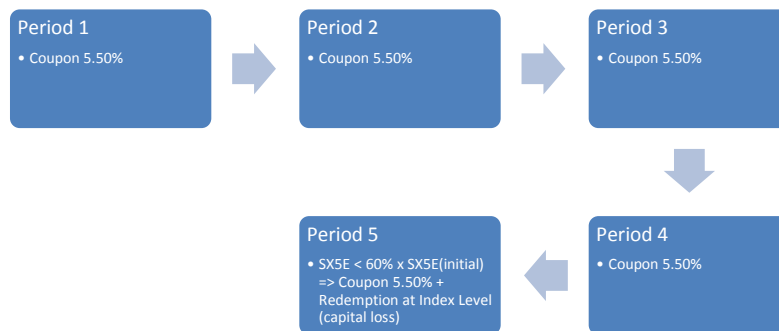 Period 1
• Coupon 5.50%
Period 2
• Coupon 5.50%
Period 3
• Coupon 5.50%
Period 4
• Coupon 5.50%
Period 5
• SX5E < 60% x SX5E(initial)
=> Coupon 5.50% +
Redemption at Index Level
(capital loss)